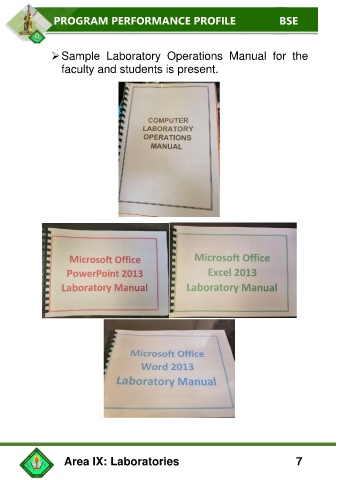 PROGRAM PERFORMANCE PROFILE BSE
➢Sample Laboratory Operations Manual for the
faculty and students is present.
COMPUTER
LABORATORY
OPERATIONS
MANUAL
Microsoft Office
PowerPoint 2013
Laboratory Manual
Microsoft Office
Excel 2013
Laboratory Manual
Microsoft Office
Word 2013
Laboratory Manual
Area IX: Laboratories 7